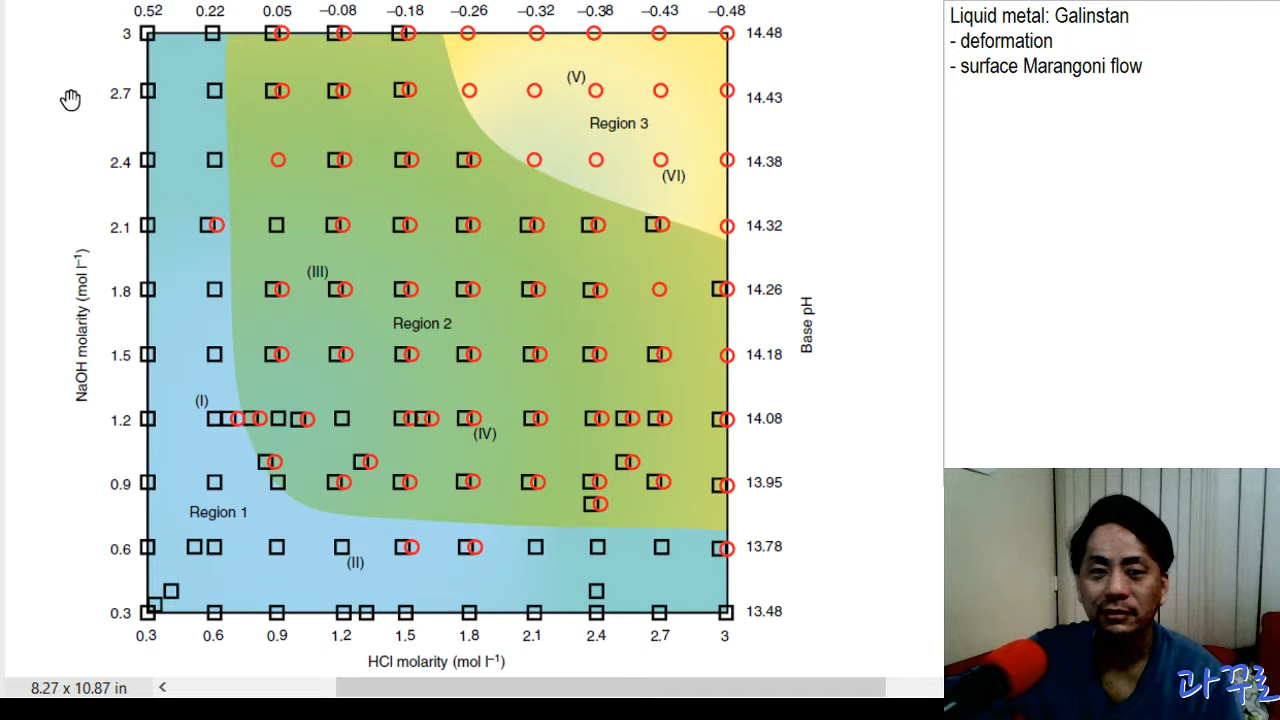 0.52 0.22 0.05 −0.08 −0.18 −0.26 −0.32 −0.38 −0.43 −0.48
Liquid metal: Galinstan
- deformation
- surface Marangoni flow
3 14.48
(V)
2.7 14.43
Region 3
2.4 14.38
(VI)
2.1 14.32
(III)
1.8 14.26
Region 2
NaOH molarity (mol l⁻¹)
Base pH
1.5 14.18
(I)
1.2 14.08
(IV)
0.9 13.95
Region 1
0.6 13.78
(II)
0.3 13.48
0.3 0.6 0.9 1.2 1.5 1.8 2.1 2.4 2.7 3
HCl molarity (mol l⁻¹)
8.27 x 10.87 in
과꾸로